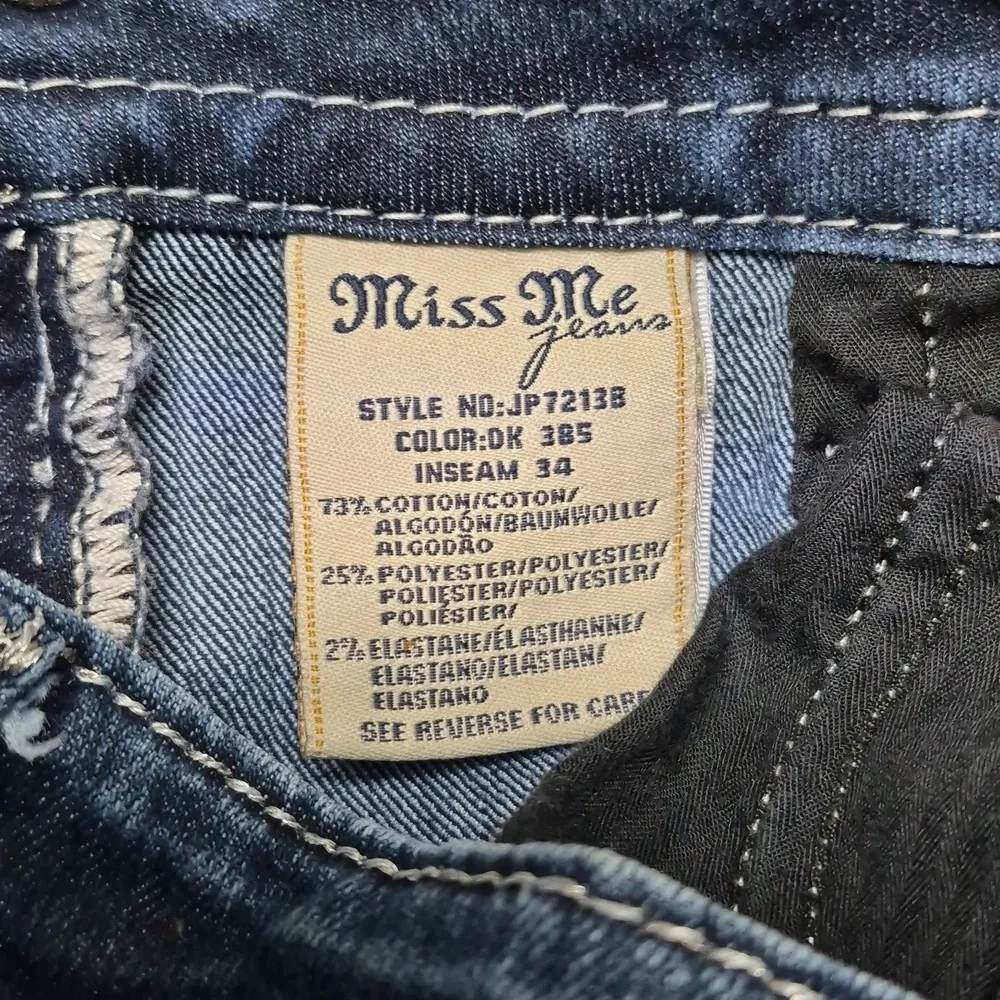 Miss Me
jeans
STYLE NO:JP7213B
COLOR:DK 385
INSEAM 34
73% COTTON/COTON/
ALGODÓN/BAUMWOLLE/
ALGODÃO
25% POLYESTER/POLYESTER/
POLIÉSTER/POLYESTER/
POLIÉSTER/
2% ELASTANE/ÉLASTHANNE/
ELASTANO/ELASTAN/
ELASTANO
SEE REVERSE FOR CARE